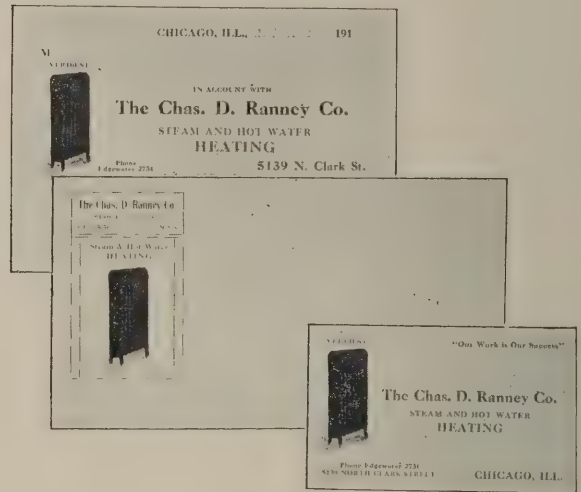 CHICAGO, ILL., 191
M
IN ACCOUNT WITH
The Chas. D. Ranney Co.
STEAM AND HOT WATER
HEATING
Phone
Edgewater 2731
5139 N. Clark St.
The Chas. D. Ranney Co
Steam & Hot Water
HEATING
"Our Work is Our Success"
The Chas. D. Ranney Co.
STEAM AND HOT WATER
HEATING
Phone Edgewater 2731
5139 NORTH CLARK STREET
CHICAGO, ILL.